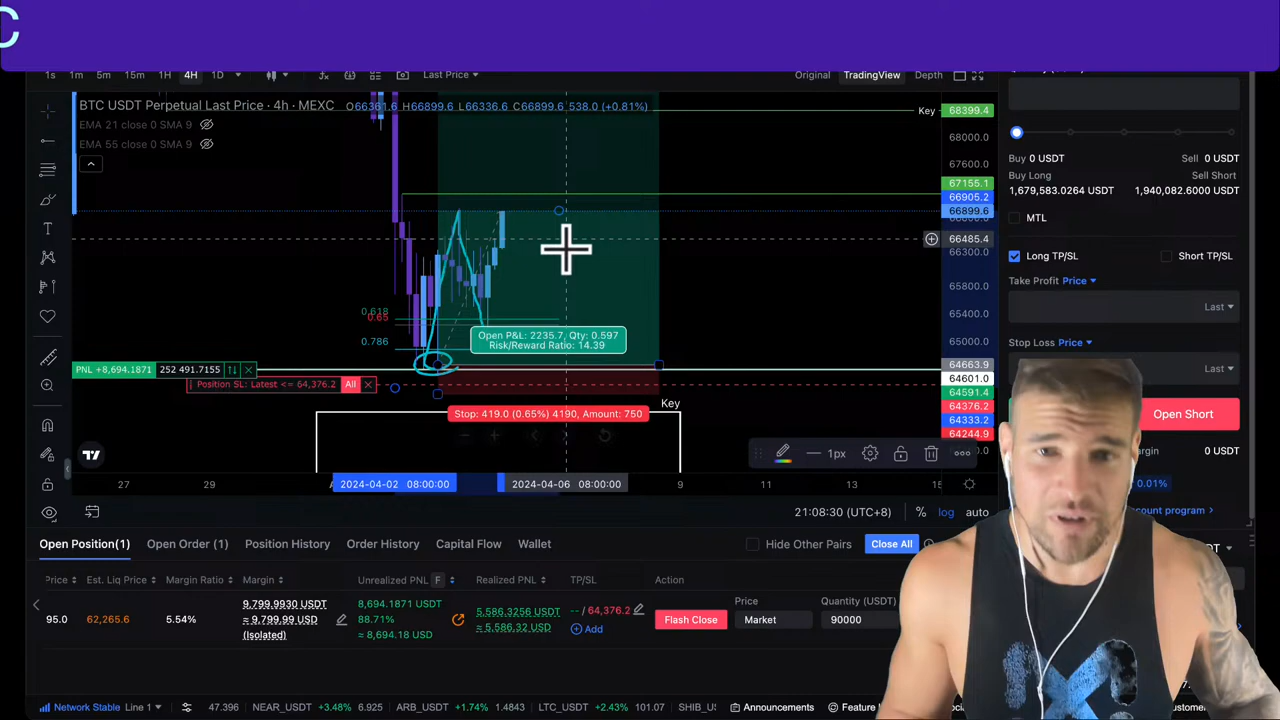 C
1s 1m 5m 15m 1H 4H 1D Last Price Original TradingView Depth
BTC USDT Perpetual Last Price · 4h · MEXC O66361.6 H66899.6 L66336.6 C66899.6 538.0 (+0.81%)
EMA 21 close 0 SMA 9
EMA 55 close 0 SMA 9
Key
68399.4
68000.0
67600.0
67155.1
66905.2
66899.6
66485.4
66300.0
65800.0
65400.0
65000.0
64663.9
64601.0
64591.4
64376.2
64333.2
64244.9
0.618
0.65
0.786
Open P&L: 2235.7, Qty: 0.597
Risk/Reward Ratio: 14.39
PNL +8,694.1871 252 491.7155
Position SL: Latest <= 64,376.2 All
Key
Stop: 419.0 (0.65%) 4190, Amount: 750
1px
27 29 2024-04-02 08:00:00 2024-04-06 08:00:00 9 11 13 15
21:08:30 (UTC+8) % log auto
Buy 0 USDT Sell 0 USDT
Buy Long Sell Short
1,679,583.0264 USDT 1,940,082.6000 USDT
MTL
Long TP/SL Short TP/SL
Take Profit Price
Last
Stop Loss Price
Last
Open Short
0 USDT
0.01%
count program >
Open Position(1) Open Order (1) Position History Order History Capital Flow Wallet Hide Other Pairs Close All
Price Est. Liq Price Margin Ratio Margin Unrealized PNL F Realized PNL TP/SL Action
95.0 62,265.6 5.54% 9,799.9930 USDT
≈ 9,799.99 USD
(Isolated)
8,694.1871 USDT
88.71%
≈ 8,694.18 USD
5,586.3256 USDT
≈ 5,586.32 USD
-- / 64,376.2
Add
Flash Close
Price
Market
Quantity (USDT)
90000
Network Stable Line 1 47.396 NEAR_USDT +3.48% 6.925 ARB_USDT +1.74% 1.4843 LTC_USDT +2.43% 101.07 SHIB_US Announcements Feature